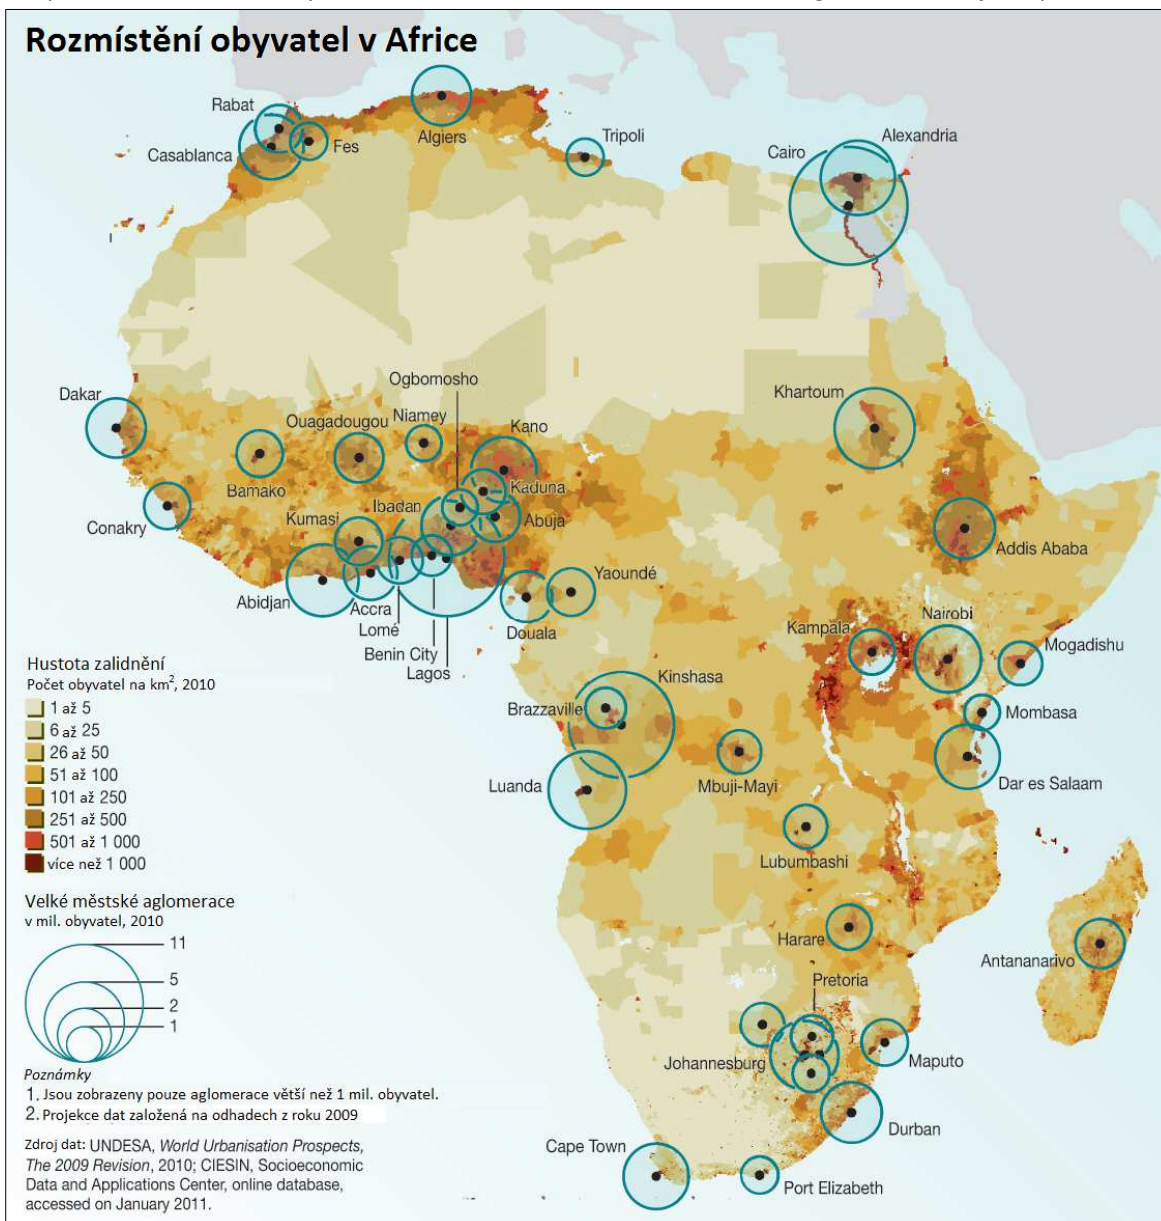 Rozmístění obyvatel v Africe
Rabat
Casablanca
Fes
Algiers
Tripoli
Alexandria
Cairo
Dakar
Ogbomosho
Khartoum
Ouagadougou
Niamey
Kano
Bamako
Kaduna
Conakry
Ibadan
Kumasi
Abuja
Addis Ababa
Abidjan
Accra
Lomé
Yaoundé
Douala
Benin City
Lagos
Kampala
Nairobi
Mogadishu
Kinshasa
Brazzaville
Mombasa
Luanda
Mbuji-Mayi
Dar es Salaam
Lubumbashi
Harare
Antananarivo
Pretoria
Johannesburg
Maputo
Durban
Cape Town
Port Elizabeth
Hustota zalidnění
Počet obyvatel na km², 2010
1 až 5
6 až 25
26 až 50
51 až 100
101 až 250
251 až 500
501 až 1 000
více než 1 000
Velké městské aglomerace
v mil. obyvatel, 2010
11
5
2
1
Poznámky
1. Jsou zobrazeny pouze aglomerace větší než 1 mil. obyvatel.
2. Projekce dat založená na odhadech z roku 2009
Zdroj dat: UNDESA, World Urbanisation Prospects,
The 2009 Revision, 2010; CIESIN, Socioeconomic
Data and Applications Center, online database,
accessed on January 2011.